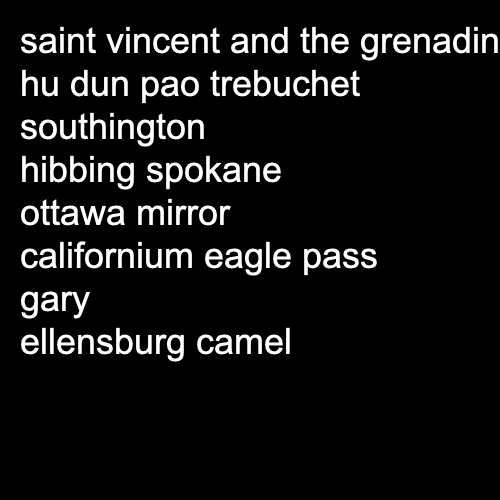 saint vincent and the grenadin
hu dun pao trebuchet
southington
hibbing spokane
ottawa mirror
californium eagle pass
gary
ellensburg camel